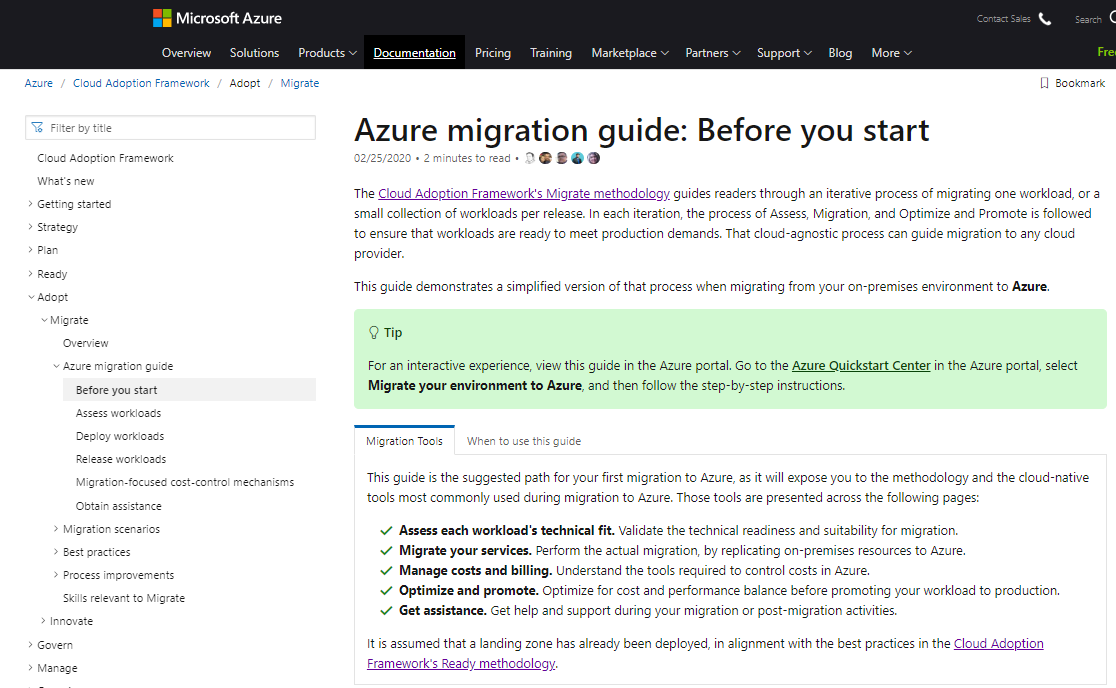 Microsoft Azure
Contact Sales
Search
Overview Solutions Products Documentation Pricing Training Marketplace Partners Support Blog More
Azure / Cloud Adoption Framework / Adopt / Migrate
Bookmark
Filter by title
Cloud Adoption Framework
What's new
Getting started
Strategy
Plan
Ready
Adopt
Migrate
Overview
Azure migration guide
Before you start
Assess workloads
Deploy workloads
Release workloads
Migration-focused cost-control mechanisms
Obtain assistance
Migration scenarios
Best practices
Process improvements
Skills relevant to Migrate
Innovate
Govern
Manage
Azure migration guide: Before you start
02/25/2020 • 2 minutes to read •
The Cloud Adoption Framework's Migrate methodology guides readers through an iterative process of migrating one workload, or a
small collection of workloads per release. In each iteration, the process of Assess, Migration, and Optimize and Promote is followed
to ensure that workloads are ready to meet production demands. That cloud-agnostic process can guide migration to any cloud
provider.
This guide demonstrates a simplified version of that process when migrating from your on-premises environment to Azure.
Tip
For an interactive experience, view this guide in the Azure portal. Go to the Azure Quickstart Center in the Azure portal, select
Migrate your environment to Azure, and then follow the step-by-step instructions.
Migration Tools When to use this guide
This guide is the suggested path for your first migration to Azure, as it will expose you to the methodology and the cloud-native
tools most commonly used during migration to Azure. Those tools are presented across the following pages:
Assess each workload's technical fit. Validate the technical readiness and suitability for migration.
Migrate your services. Perform the actual migration, by replicating on-premises resources to Azure.
Manage costs and billing. Understand the tools required to control costs in Azure.
Optimize and promote. Optimize for cost and performance balance before promoting your workload to production.
Get assistance. Get help and support during your migration or post-migration activities.
It is assumed that a landing zone has already been deployed, in alignment with the best practices in the Cloud Adoption
Framework's Ready methodology.